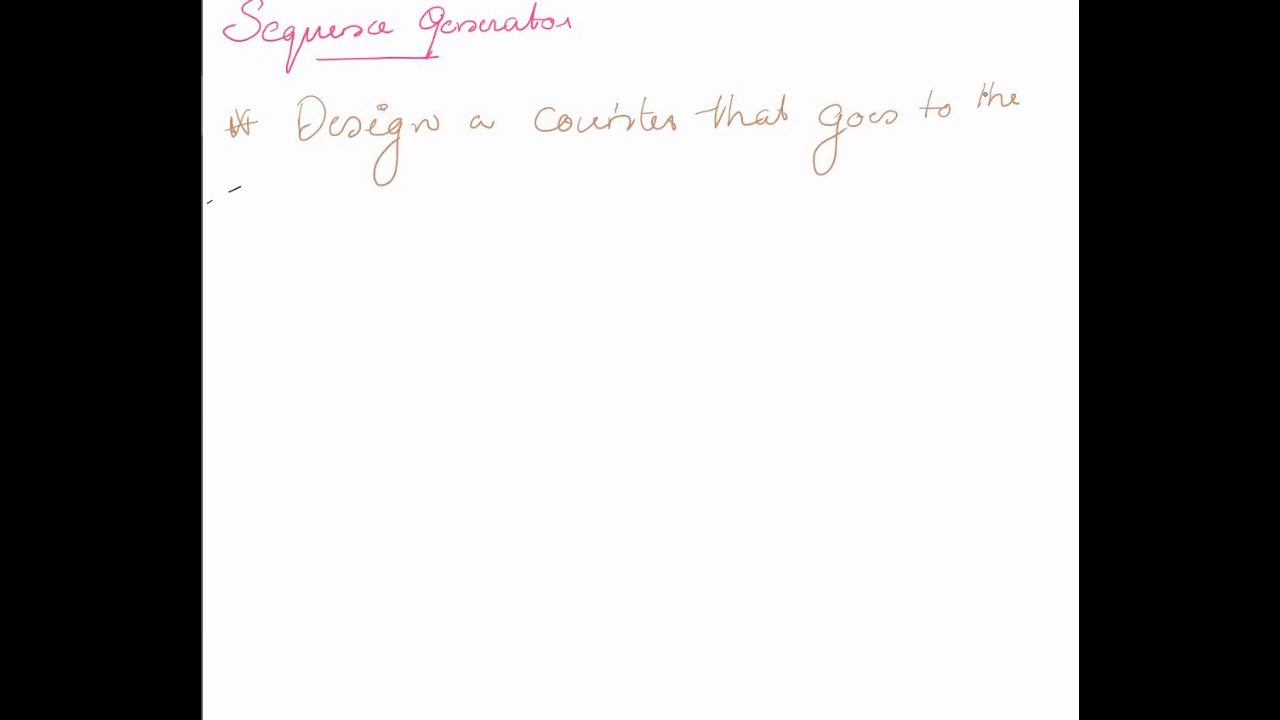 Sequence Generator
* Design a counter that goes to the